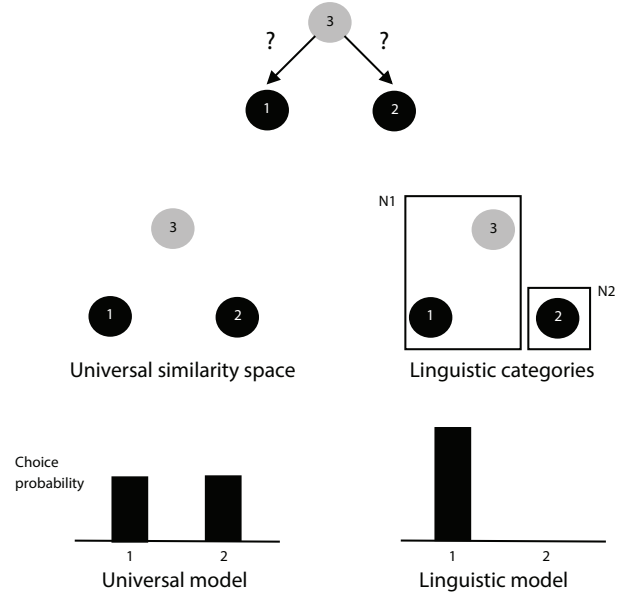 3
? ?
1 2
N1
3 3
N2
1 2 1 2
Universal similarity space Linguistic categories
Choice
probability
1 2 1 2
Universal model Linguistic model